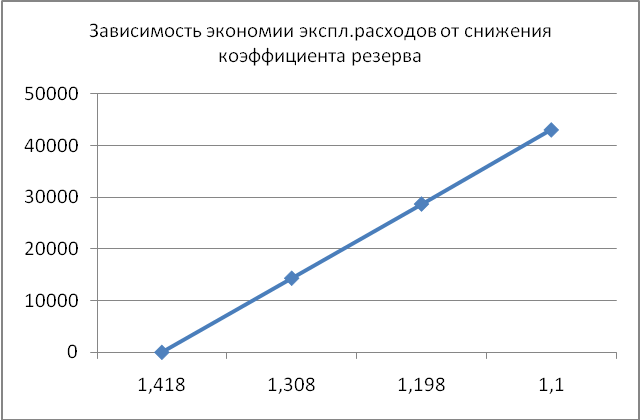 Зависимость экономии экспл.расходов от снижения
коэффициента резерва
50000
40000
30000
20000
10000
0
1,418 1,308 1,198 1,1